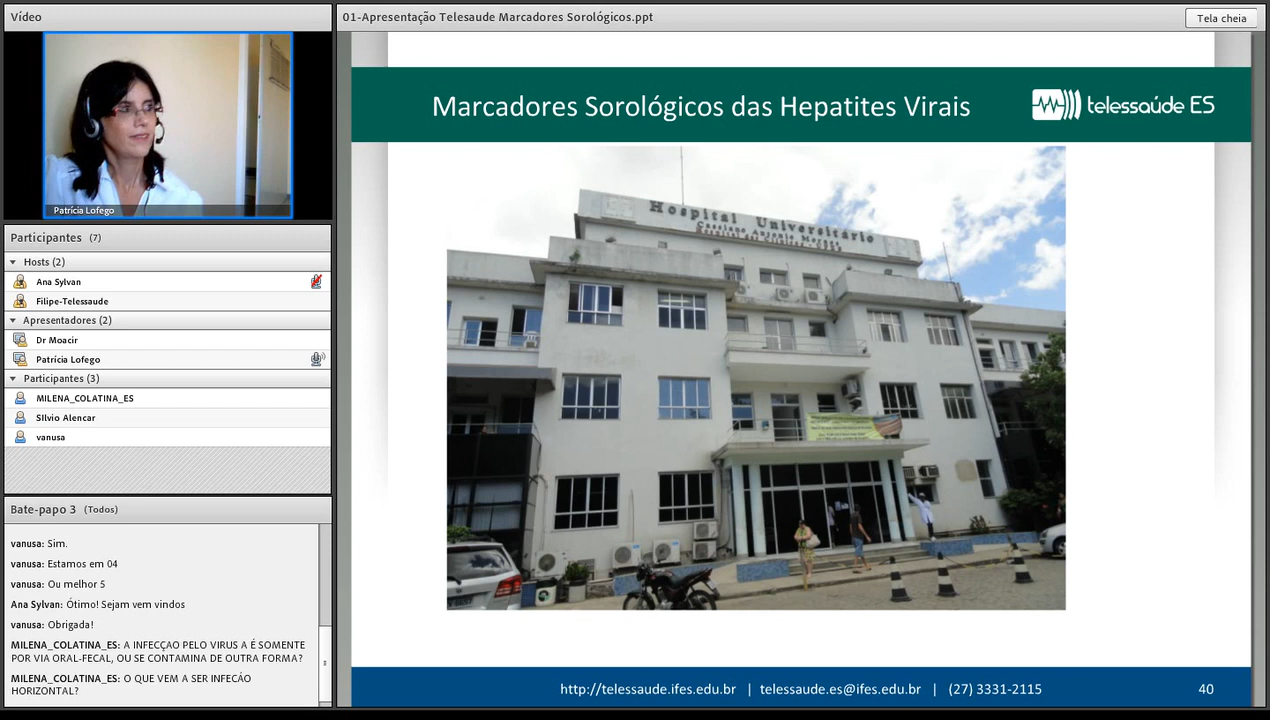 Vídeo
Patrícia Lofego
Participantes (7)
Hosts (2)
Ana Sylvan
Filipe-Telessaude
Apresentadores (2)
Dr Moacir
Patrícia Lofego
Participantes (3)
MILENA_COLATINA_ES
SIlvio Alencar
vanusa
Bate-papo 3 (Todos)
vanusa: Sim.
vanusa: Estamos em 04
vanusa: Ou melhor 5
Ana Sylvan: Ótimo! Sejam vem vindos
vanusa: Obrigada!
MILENA_COLATINA_ES: A INFECÇAO PELO VIRUS A É SOMENTE
POR VIA ORAL-FECAL, OU SE CONTAMINA DE OUTRA FORMA?
MILENA_COLATINA_ES: O QUE VEM A SER INFECÁO
HORIZONTAL?
01-Apresentação Telesaude Marcadores Sorológicos.ppt
Tela cheia
Marcadores Sorológicos das Hepatites Virais
telessaúde ES
Hospital Universitário
Cassiano Antonio Moraes
http://telessaude.ifes.edu.br | telessaude.es@ifes.edu.br | (27) 3331-2115
40